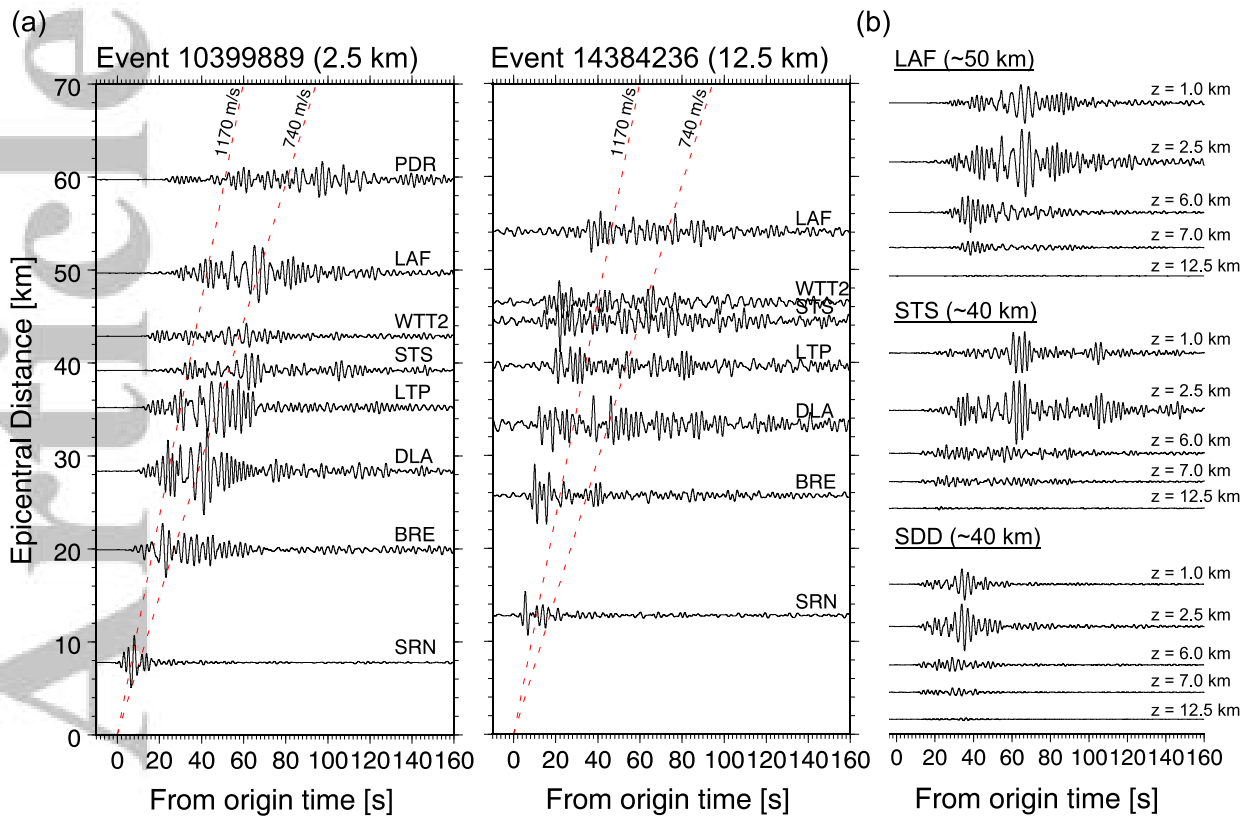 (a)
(b)
Event 10399889 (2.5 km)
Event 14384236 (12.5 km)
Epicentral Distance [km]
70
60
50
40
30
20
10
0
1170 m/s
740 m/s
PDR
LAF
WTT2
STS
LTP
DLA
BRE
SRN
0 20 40 60 80 100 120 140 160
From origin time [s]
1170 m/s
740 m/s
LAF
WTT2
STS
LTP
DLA
BRE
SRN
0 20 40 60 80 100 120 140 160
From origin time [s]
LAF (~50 km)
z = 1.0 km
z = 2.5 km
z = 6.0 km
z = 7.0 km
z = 12.5 km
STS (~40 km)
z = 1.0 km
z = 2.5 km
z = 6.0 km
z = 7.0 km
z = 12.5 km
SDD (~40 km)
z = 1.0 km
z = 2.5 km
z = 6.0 km
z = 7.0 km
z = 12.5 km
0 20 40 60 80 100 120 140 160
From origin time [s]
Article